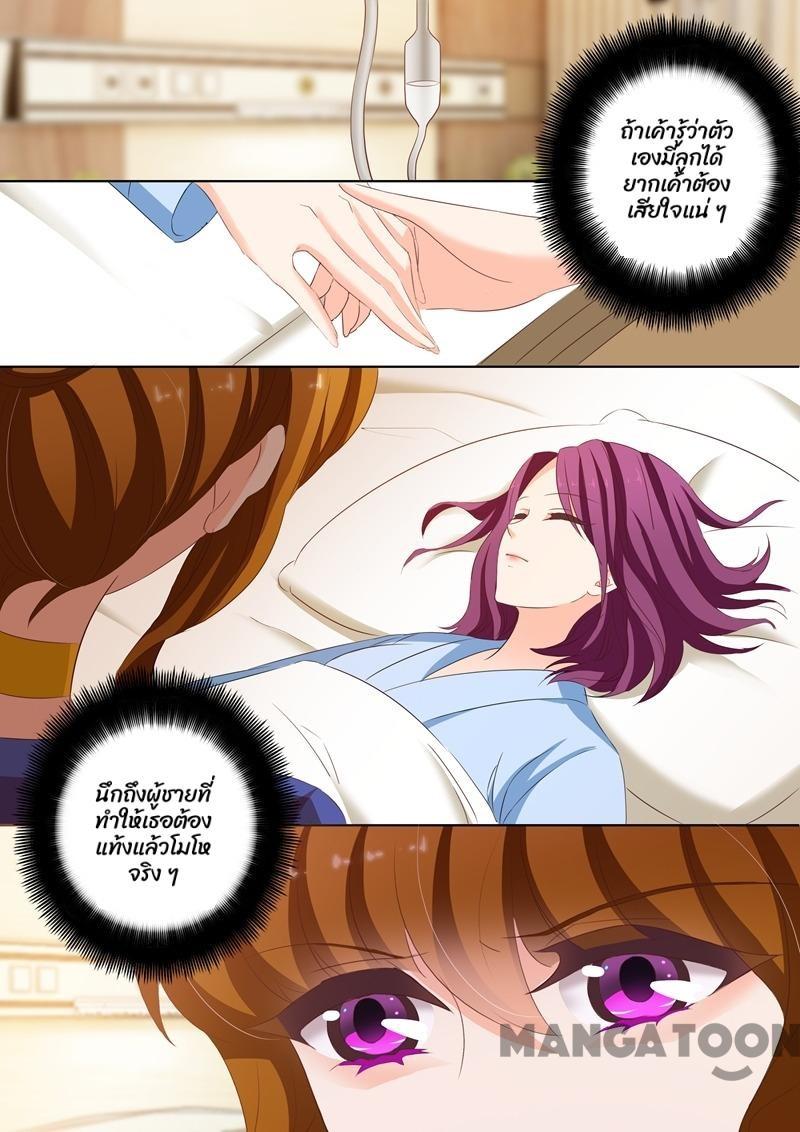 ถ้าเค้ารู้ว่าตัว
เองมีลูกได้
ยากเค้าต้อง
เสียใจแน่ ๆ
นึกถึงผู้ชายที่
ทำให้เธอต้อง
แท้งแล้วโมโห
จริง ๆ
MANGATOON